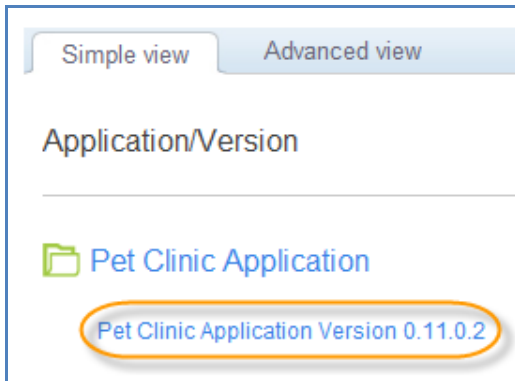 Simple view Advanced view
Application/Version
Pet Clinic Application
Pet Clinic Application Version 0.11.0.2